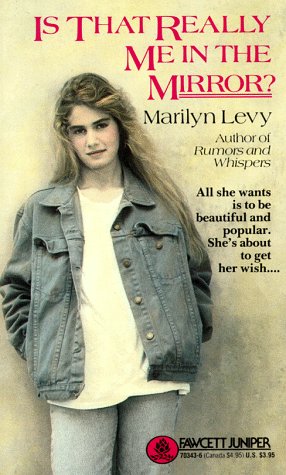 IS THAT REALLY
ME IN THE
MIRROR?
Marilyn Levy
Author of
Rumors and
Whispers
All she wants
is to be
beautiful and
popular.
She's about
to get
her wish....
FAWCETT JUNIPER
70343-6 (Canada $4.95) U.S. $3.95